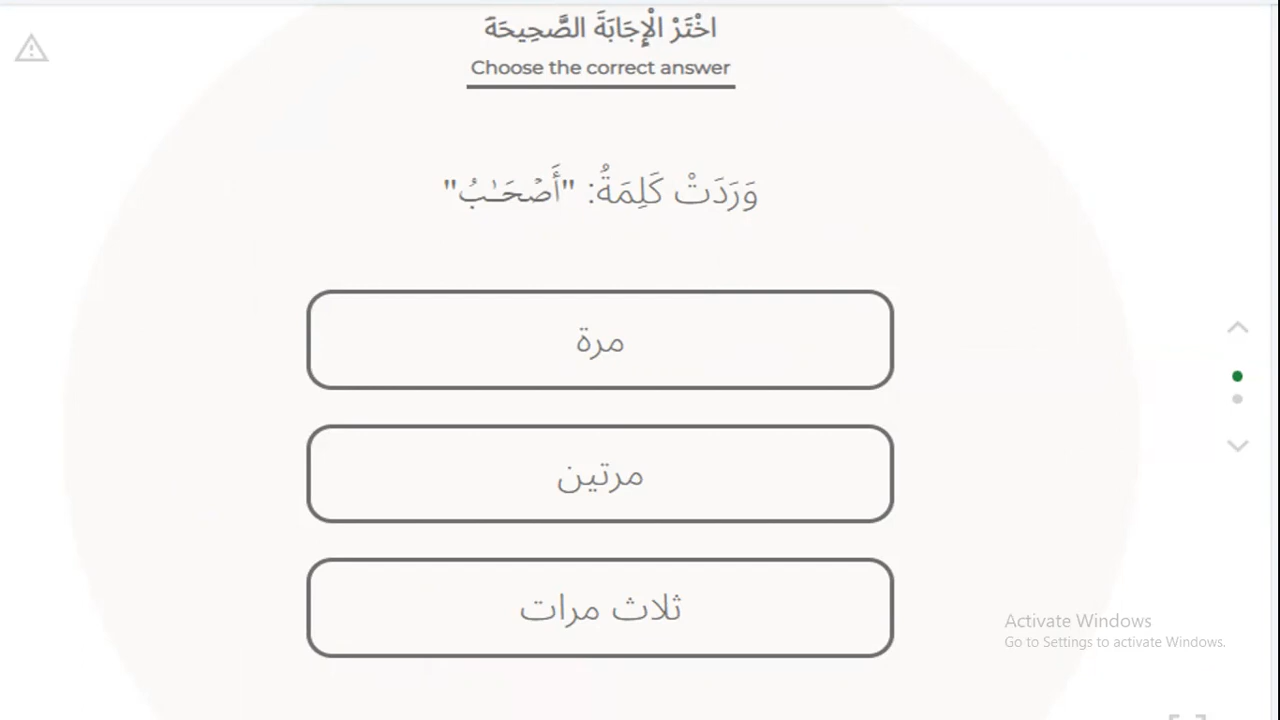 اخْتَرْ الْإِجَابَةَ الصَّحِيحَةَ
Choose the correct answer
وَرَدَتْ كَلِمَةُ: "أَصۡحَـٰبُ"
مرة
مرتين
ثلاث مرات
Activate Windows
Go to Settings to activate Windows.